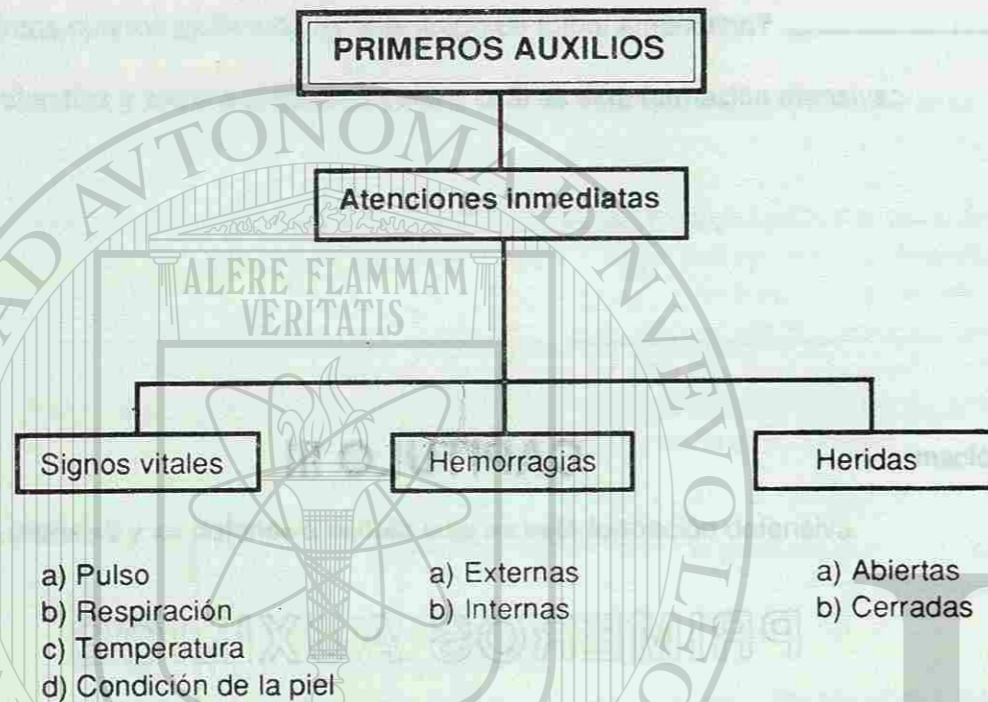 PRIMEROS AUXILIOS
Atenciones inmediatas
ALERE FLAMMAM
VERITATIS
Signos vitales
Hemorragias
Heridas
a) Pulso
b) Respiración
c) Temperatura
d) Condición de la piel
a) Externas
b) Internas
a) Abiertas
b) Cerradas